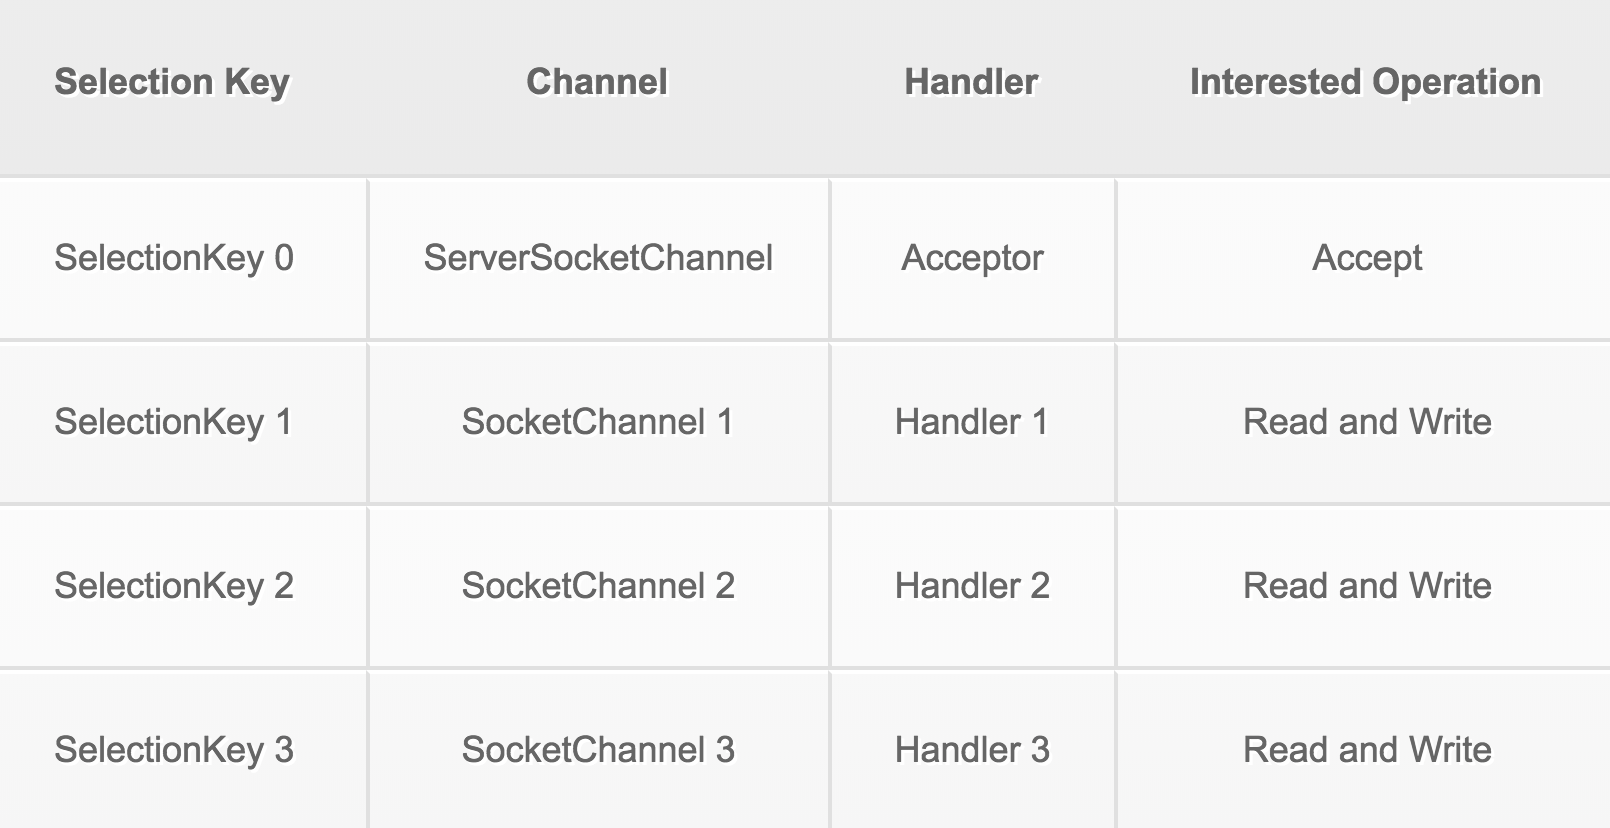 Selection Key Channel Handler Interested Operation
SelectionKey 0 ServerSocketChannel Acceptor Accept
SelectionKey 1 SocketChannel 1 Handler 1 Read and Write
SelectionKey 2 SocketChannel 2 Handler 2 Read and Write
SelectionKey 3 SocketChannel 3 Handler 3 Read and Write